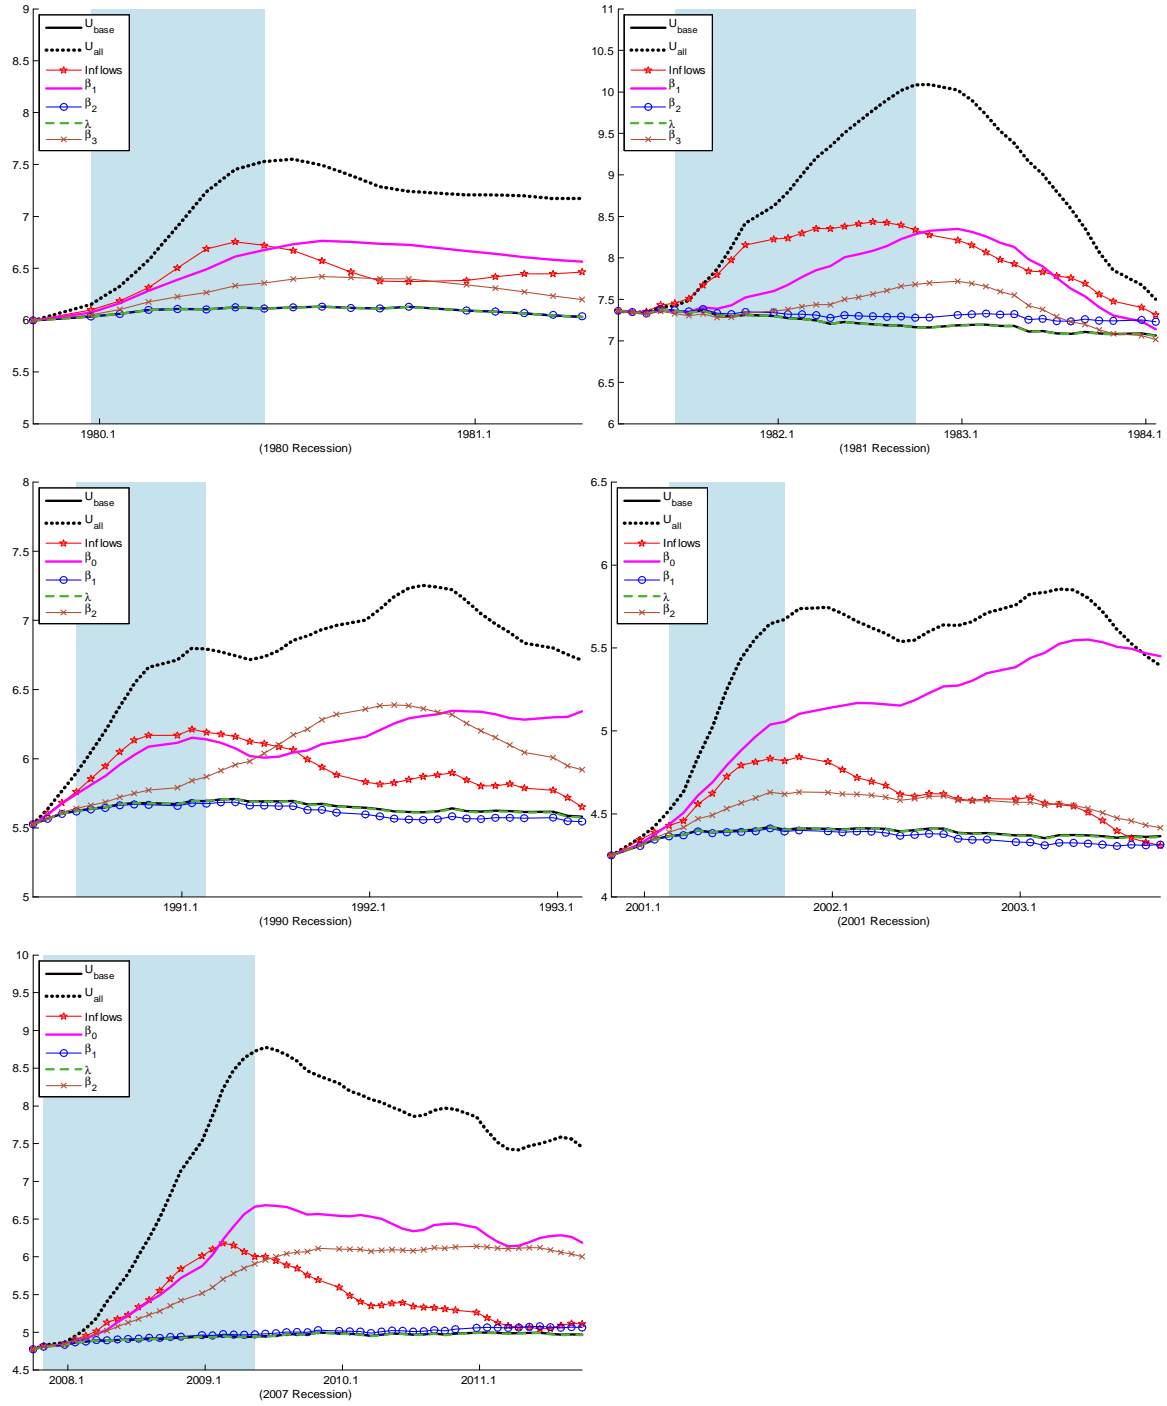 9
8.5
8
7.5
7
6.5
6
5.5
5
U_base
U_all
Inflows
β_1
β_2
λ
β_3
1980.1 1981.1
(1980 Recession)
11
10.5
10
9.5
9
8.5
8
7.5
7
6.5
6
U_base
U_all
Inflows
β_1
β_2
λ
β_3
1982.1 1983.1 1984.1
(1981 Recession)
8
7.5
7
6.5
6
5.5
5
U_base
U_all
Inflows
β_0
β_1
λ
β_2
1991.1 1992.1 1993.1
(1990 Recession)
6.5
6
5.5
5
4.5
4
U_base
U_all
Inflows
β_0
β_1
λ
β_2
2001.1 2002.1 2003.1
(2001 Recession)
10
9.5
9
8.5
8
7.5
7
6.5
6
5.5
5
4.5
U_base
U_all
Inflows
β_0
β_1
λ
β_2
2008.1 2009.1 2010.1 2011.1
(2007 Recession)